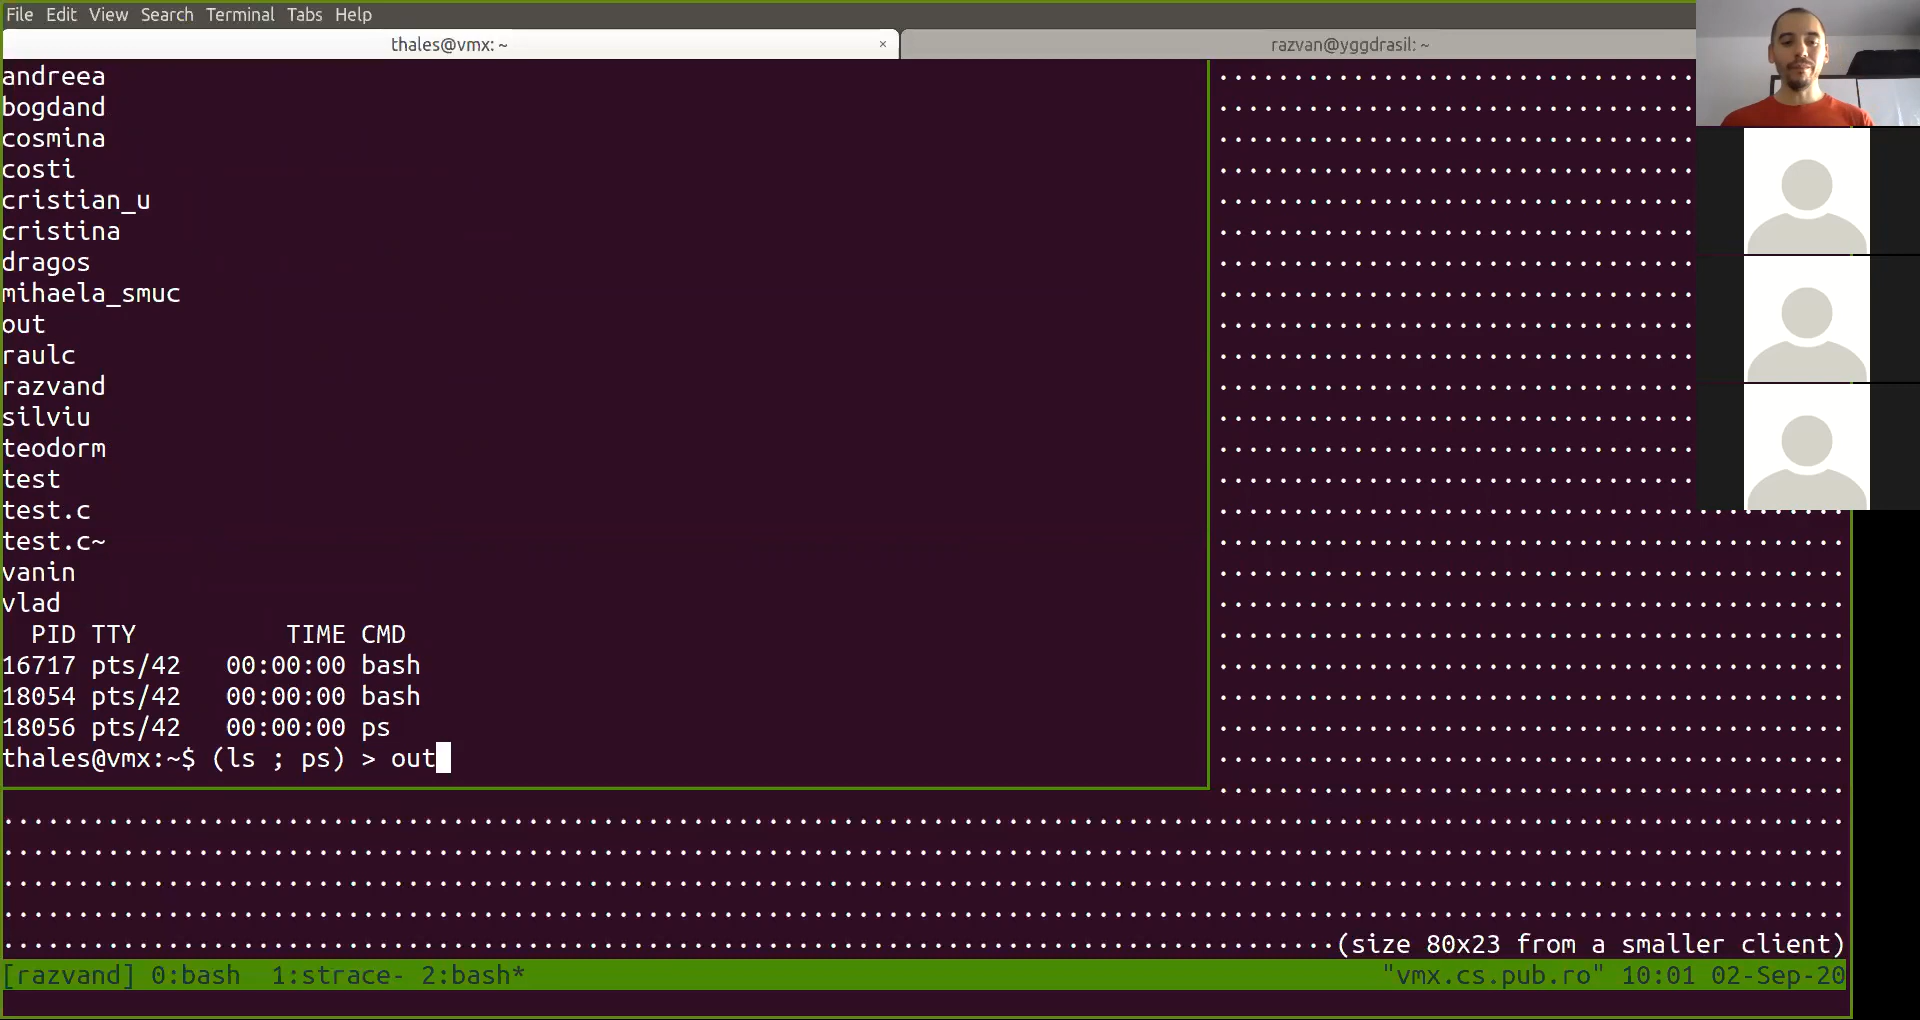 File Edit View Search Terminal Tabs Help
thales@vmx: ~ × razvan@yggdrasil: ~
andreea
bogdand
cosmina
costi
cristian_u
cristina
dragos
mihaela_smuc
out
raulc
razvand
silviu
teodorm
test
test.c
test.c~
vanin
vlad
  PID TTY          TIME CMD
16717 pts/42   00:00:00 bash
18054 pts/42   00:00:00 bash
18056 pts/42   00:00:00 ps
thales@vmx:~$ (ls ; ps) > out
(size 80x23 from a smaller client)
[razvand] 0:bash  1:strace- 2:bash* "vmx.cs.pub.ro" 10:01 02-Sep-20